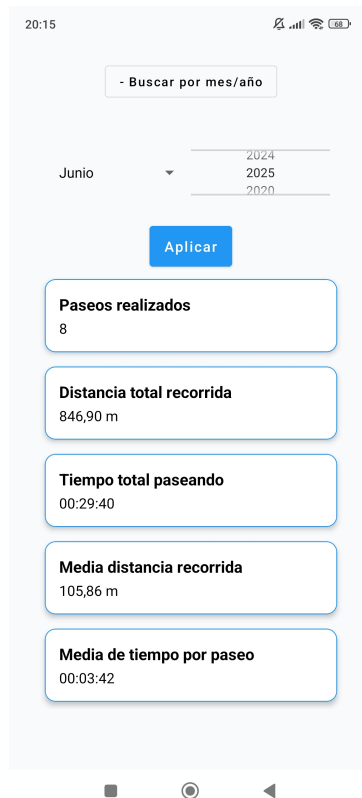 20:15
68
- Buscar por mes/año
2024
Junio
2025
2020
Aplicar
Paseos realizados
8
Distancia total recorrida
846,90 m
Tiempo total paseando
00:29:40
Media distancia recorrida
105,86 m
Media de tiempo por paseo
00:03:42